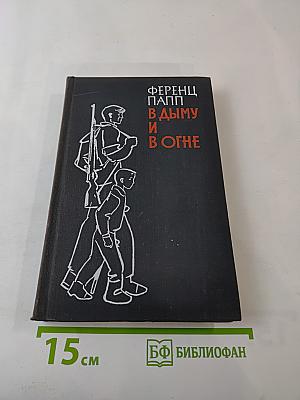 ФЕРЕНЦ
ПАПП
В ДЫМУ
И
В ОГНЕ
15 см
БФ БИБЛИОФАН